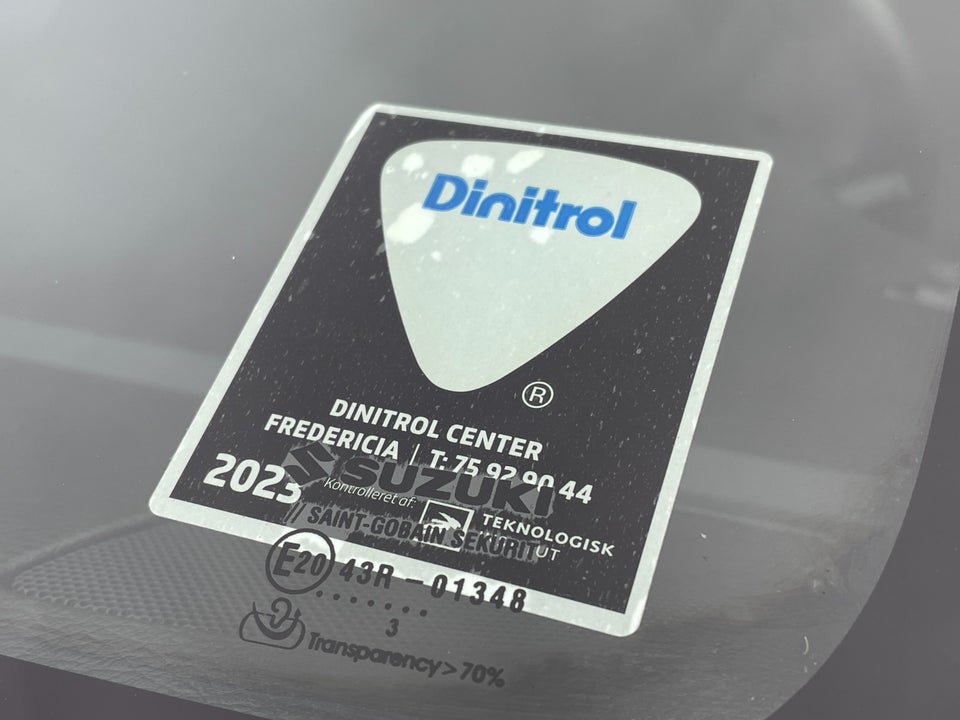 Dinitrol
®
DINITROL CENTER
FREDERICIA | T: 75 92 90 44
2023
SUZUKI
Kontrolleret af:
TEKNOLOGISK
// SAINT-GOBAIN SEKURIT
E20 43R - 01348
.......
3
Transparency > 70%